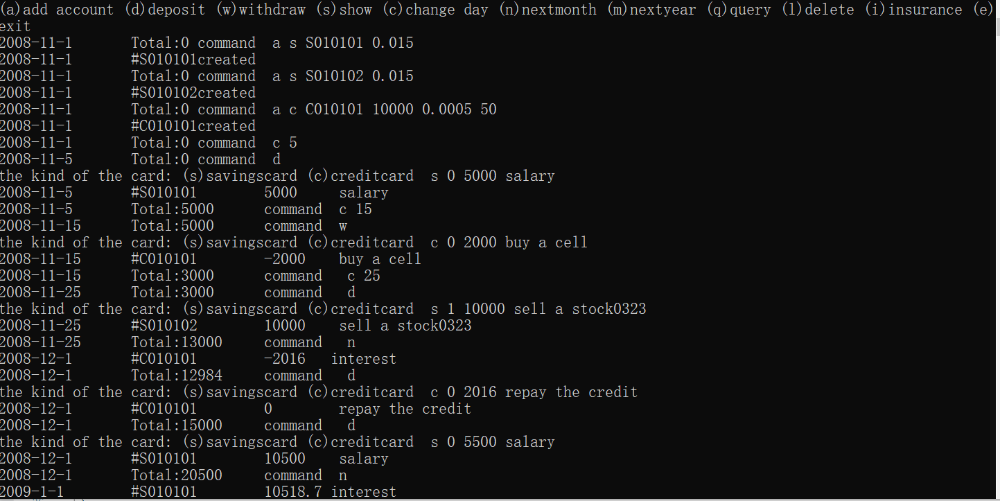 (a)add account (d)deposit (w)withdraw (s)show (c)change day (n)nextmonth (m)nextyear (q)query (l)delete (i)insurance (e)
exit
2008-11-1 Total:0 command a s S010101 0.015
2008-11-1 #S010101created
2008-11-1 Total:0 command a s S010102 0.015
2008-11-1 #S010102created
2008-11-1 Total:0 command a c C010101 10000 0.0005 50
2008-11-1 #C010101created
2008-11-1 Total:0 command c 5
2008-11-5 Total:0 command d
the kind of the card: (s)savingscard (c)creditcard s 0 5000 salary
2008-11-5 #S010101 5000 salary
2008-11-5 Total:5000 command c 15
2008-11-15 Total:5000 command w
the kind of the card: (s)savingscard (c)creditcard c 0 2000 buy a cell
2008-11-15 #C010101 -2000 buy a cell
2008-11-15 Total:3000 command c 25
2008-11-25 Total:3000 command d
the kind of the card: (s)savingscard (c)creditcard s 1 10000 sell a stock0323
2008-11-25 #S010102 10000 sell a stock0323
2008-11-25 Total:13000 command n
2008-12-1 #C010101 -2016 interest
2008-12-1 Total:12984 command d
the kind of the card: (s)savingscard (c)creditcard c 0 2016 repay the credit
2008-12-1 #C010101 0 repay the credit
2008-12-1 Total:15000 command d
the kind of the card: (s)savingscard (c)creditcard s 0 5500 salary
2008-12-1 #S010101 10500 salary
2008-12-1 Total:20500 command n
2009-1-1 #S010101 10518.7 interest